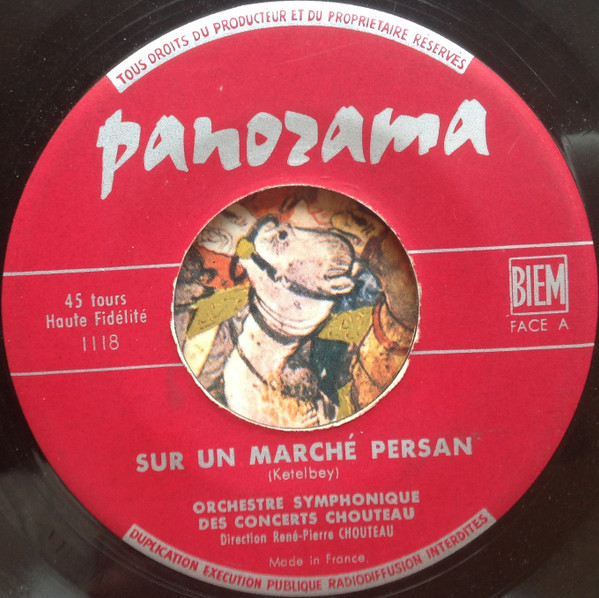 TOUS DROITS DU PRODUCTEUR ET DU PROPRIETAIRE RÉSERVÉS
panorama
45 tours
Haute Fidélité
1118
BIEM
FACE A
SUR UN MARCHÉ PERSAN
(Ketelbey)
ORCHESTRE SYMPHONIQUE
DES CONCERTS CHOUTEAU
Direction René-Pierre CHOUTEAU
Made in France
DUPLICATION EXECUTION PUBLIQUE RADIODIFFUSION INTERDITES